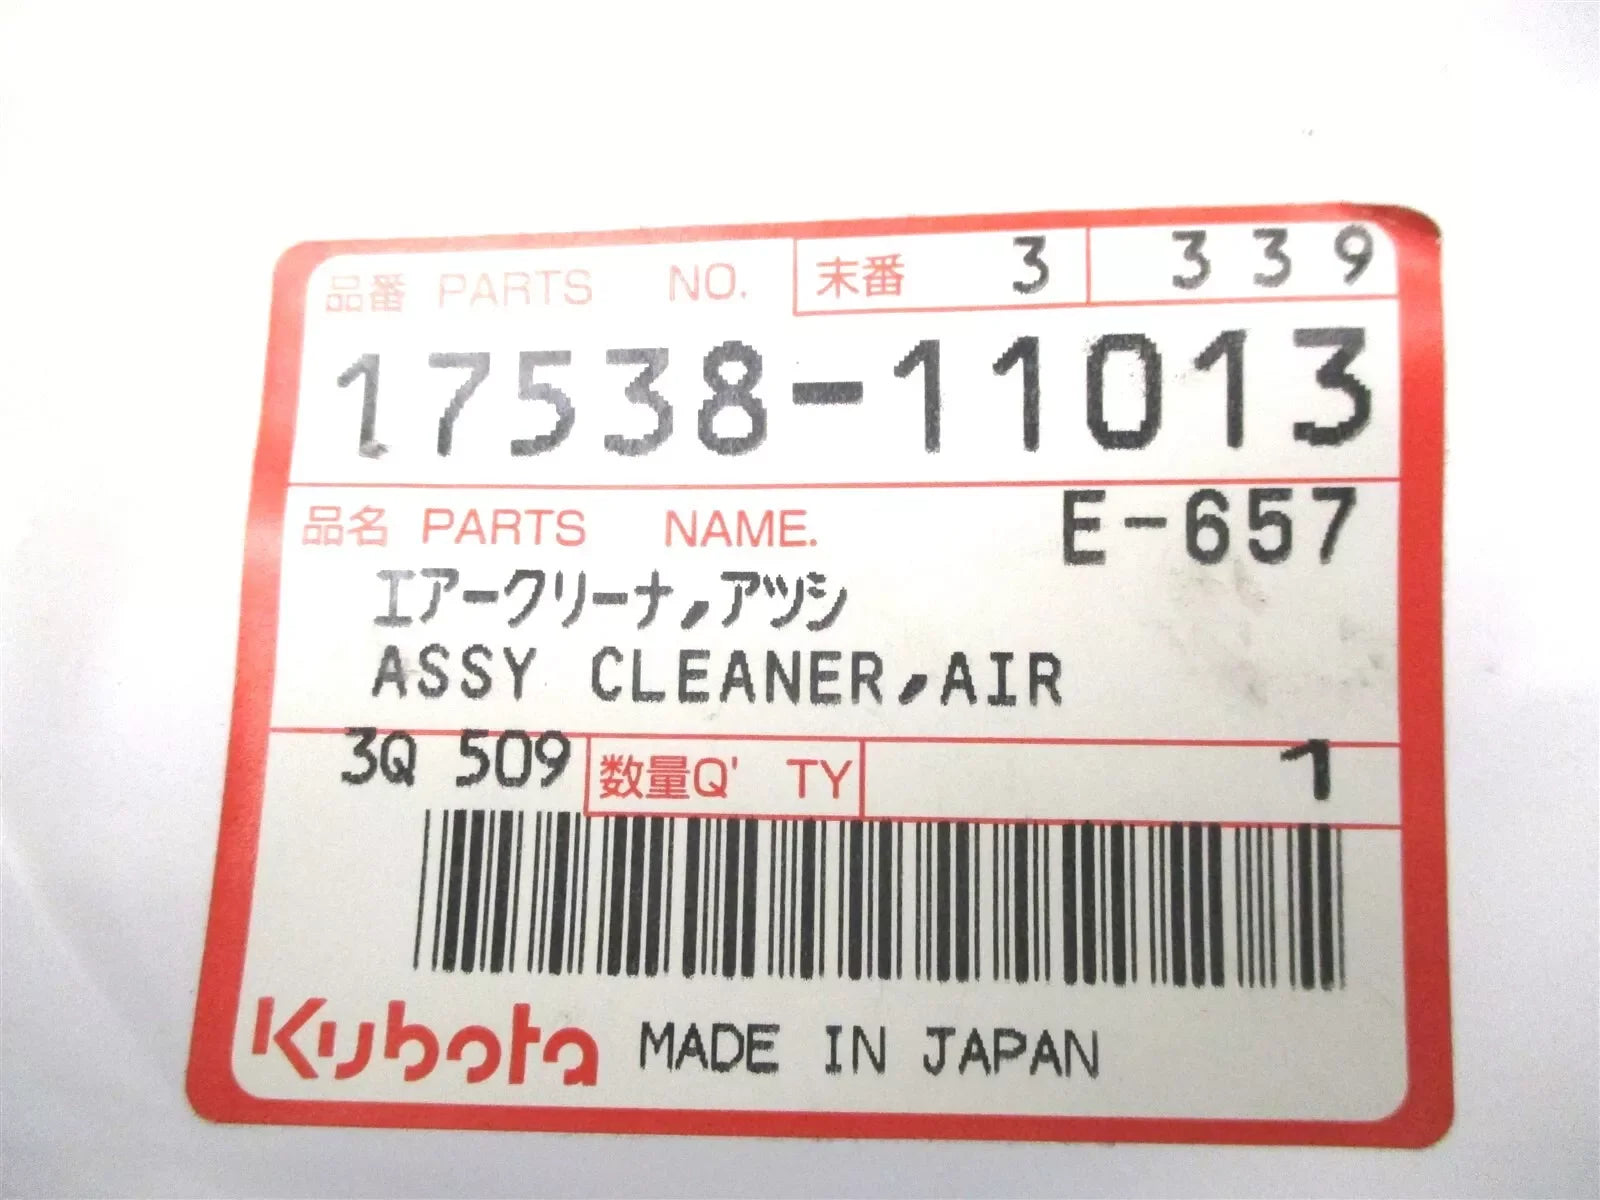 品番 PARTS NO. 末番 3 339
17538-11013
品名 PARTS NAME. E-657
エアークリーナ,アツシ
ASSY CLEANER,AIR
3Q 509 数量Q'TY 1
Kubota MADE IN JAPAN